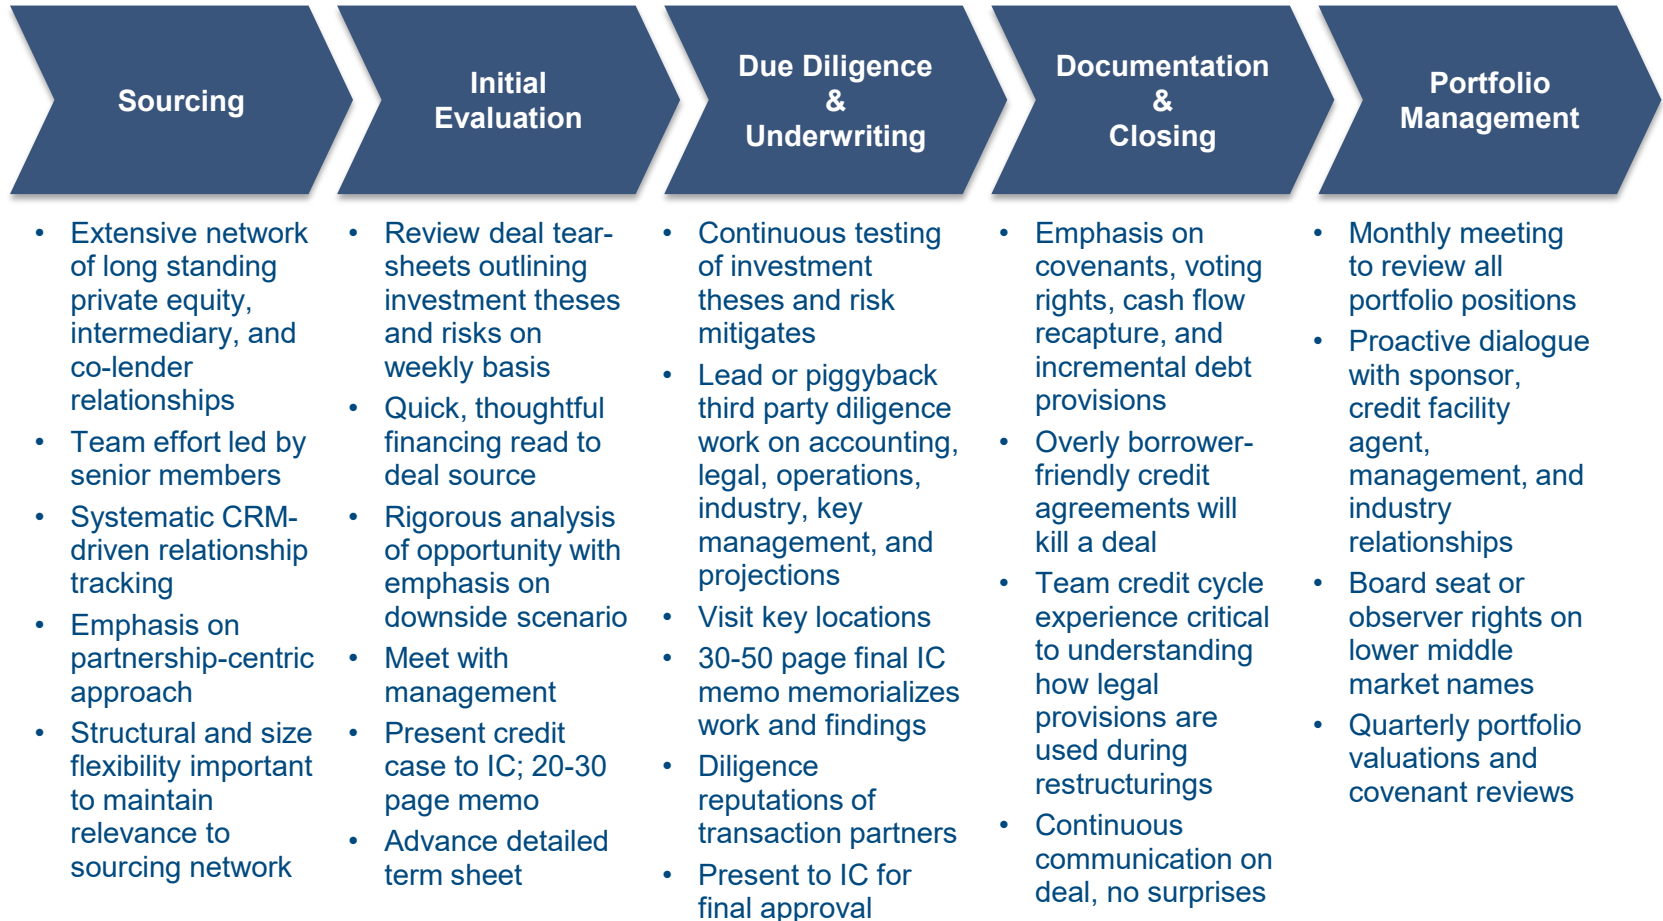 Sourcing
Initial
Evaluation
Due Diligence
&
Underwriting
Documentation
&
Closing
Portfolio
Management
• Extensive network
of long standing
private equity,
intermediary, and
co-lender
relationships
• Team effort led by
senior members
• Systematic CRM-
driven relationship
tracking
• Emphasis on
partnership-centric
approach
• Structural and size
flexibility important
to maintain
relevance to
sourcing network
• Review deal tear-
sheets outlining
investment theses
and risks on
weekly basis
• Quick, thoughtful
financing read to
deal source
• Rigorous analysis
of opportunity with
emphasis on
downside scenario
• Meet with
management
• Present credit
case to IC; 20-30
page memo
• Advance detailed
term sheet
• Continuous testing
of investment
theses and risk
mitigates
• Lead or piggyback
third party diligence
work on accounting,
legal, operations,
industry, key
management, and
projections
• Visit key locations
• 30-50 page final IC
memo memorializes
work and findings
• Diligence
reputations of
transaction partners
• Present to IC for
final approval
• Emphasis on
covenants, voting
rights, cash flow
recapture, and
incremental debt
provisions
• Overly borrower-
friendly credit
agreements will
kill a deal
• Team credit cycle
experience critical
to understanding
how legal
provisions are
used during
restructurings
• Continuous
communication on
deal, no surprises
• Monthly meeting
to review all
portfolio positions
• Proactive dialogue
with sponsor,
credit facility
agent,
management, and
industry
relationships
• Board seat or
observer rights on
lower middle
market names
• Quarterly portfolio
valuations and
covenant reviews